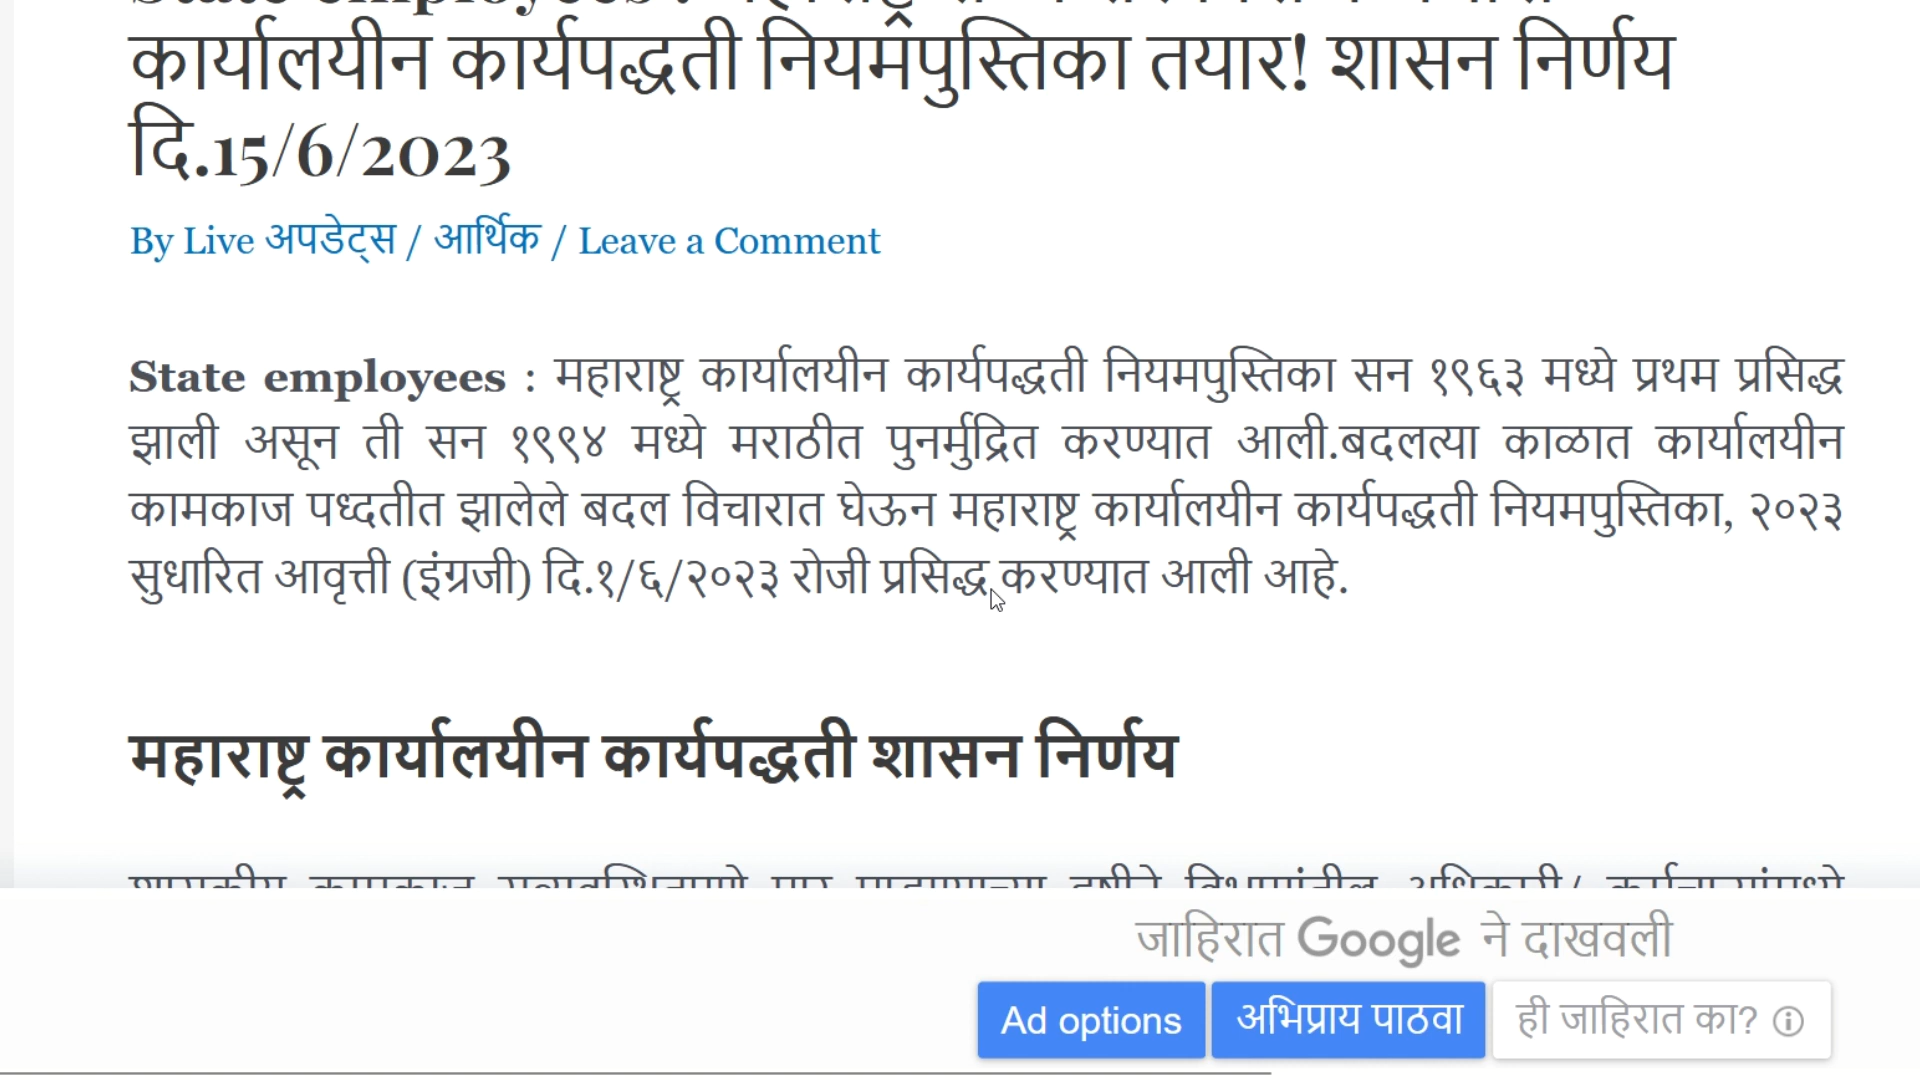 State employees :
कार्यालयीन कार्यपद्धती नियमपुस्तिका तयार! शासन निर्णय
दि.15/6/2023
By Live अपडेट्स / आर्थिक / Leave a Comment
State employees : महाराष्ट्र कार्यालयीन कार्यपद्धती नियमपुस्तिका सन १९६३ मध्ये प्रथम प्रसिद्ध
झाली असून ती सन १९९४ मध्ये मराठीत पुनर्मुद्रित करण्यात आली.बदलत्या काळात कार्यालयीन
कामकाज पध्दतीत झालेले बदल विचारात घेऊन महाराष्ट्र कार्यालयीन कार्यपद्धती नियमपुस्तिका, २०२३
सुधारित आवृत्ती (इंग्रजी) दि.१/६/२०२३ रोजी प्रसिद्ध करण्यात आली आहे.
महाराष्ट्र कार्यालयीन कार्यपद्धती शासन निर्णय
जाहिरात Google ने दाखवली
Ad options
अभिप्राय पाठवा
ही जाहिरात का?